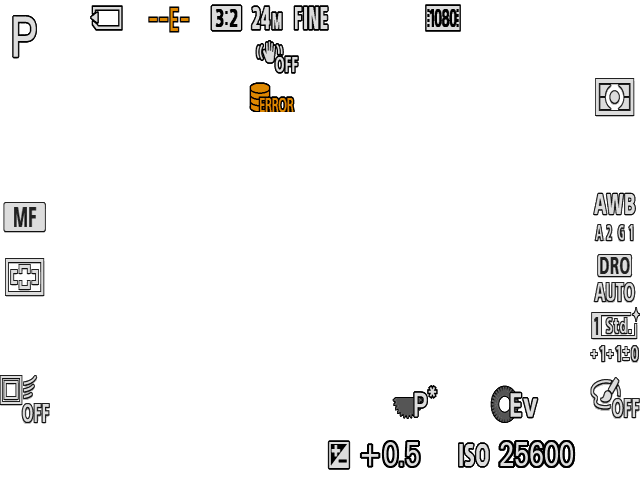 P --E- 3:2 24M FINE 1080
OFF
ERROR
AWB
MF A2 G1
DRO
AUTO
1 Std.
+1+1±0
OFF P* EV OFF
+0.5 ISO 25600